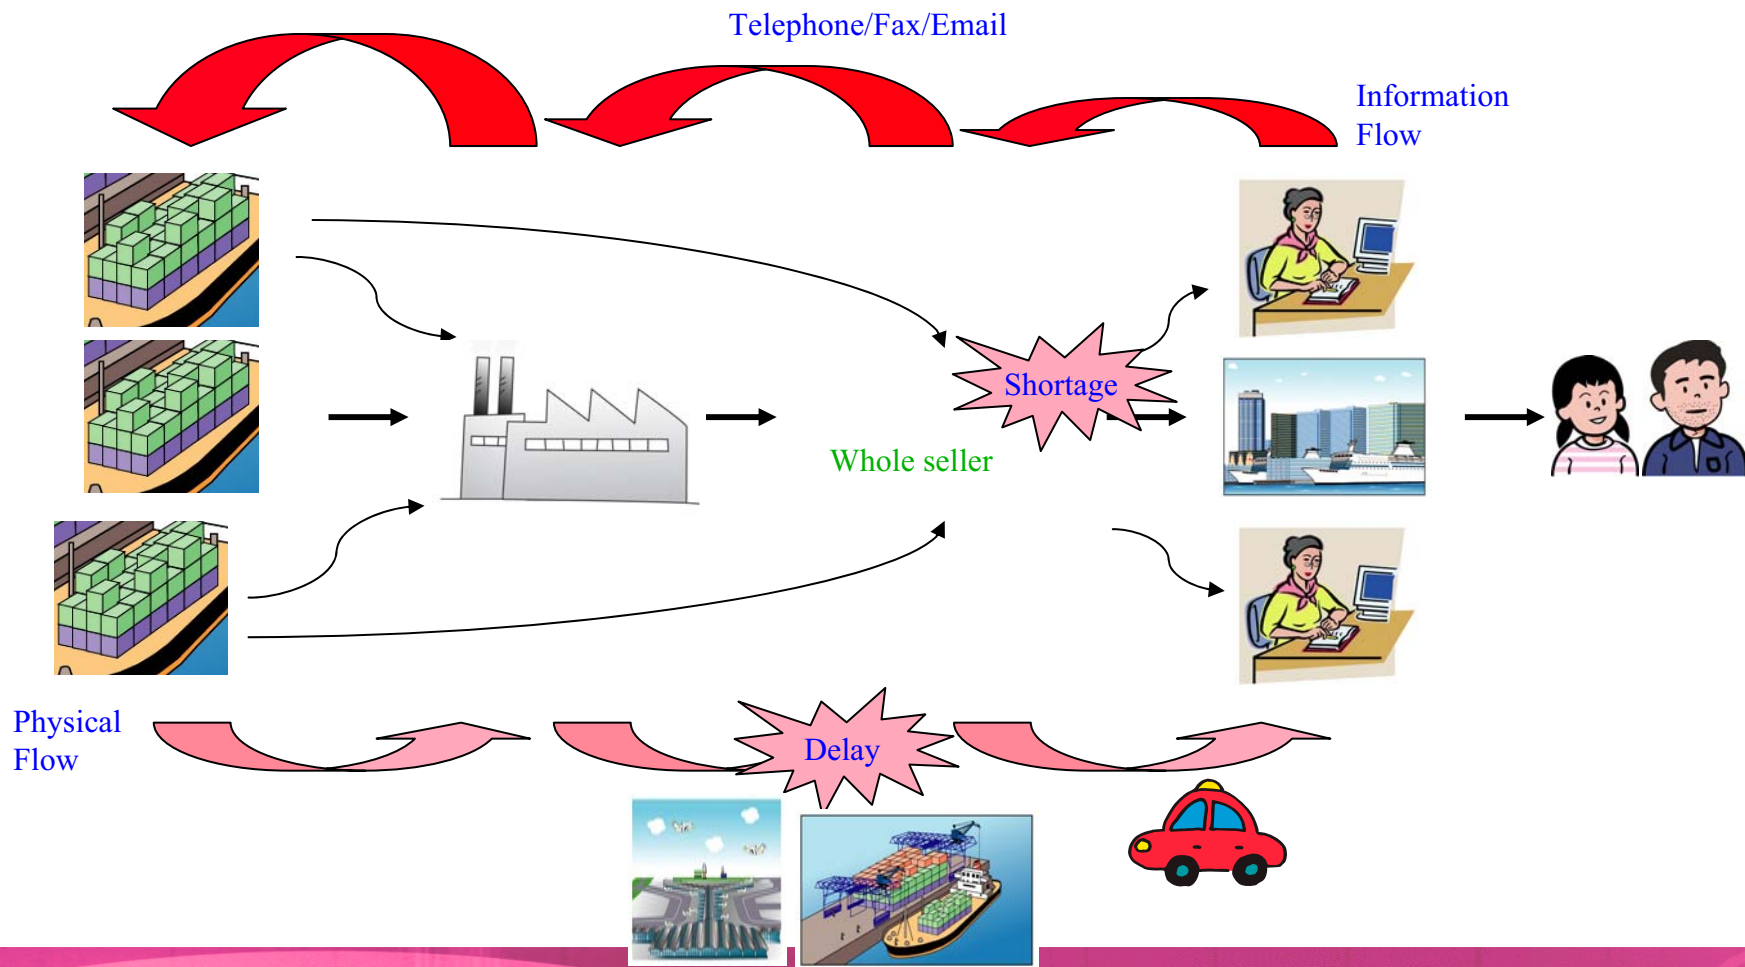 Telephone/Fax/Email
Information
Flow
Shortage
Whole seller
Physical
Flow
Delay